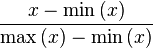 x − min (x)
max (x) − min (x)